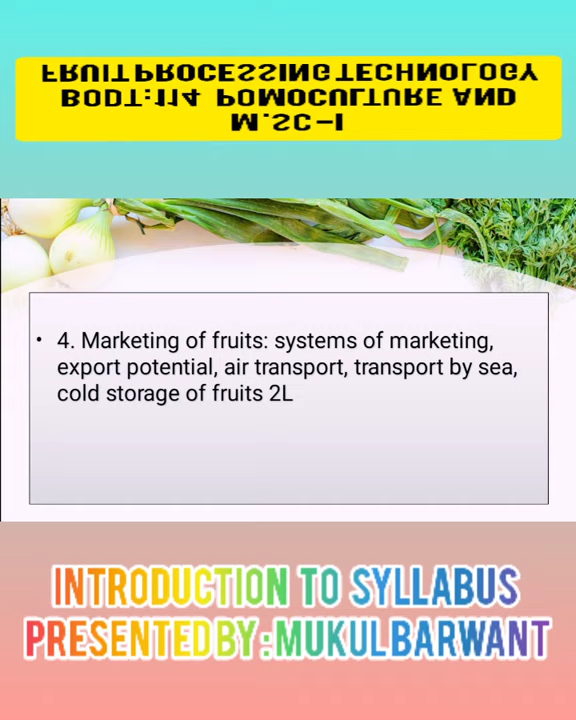 M.SC-I
BODT:114 POMOCULTURE AND
FRUIT PROCESSING TECHNOLOGY
• 4. Marketing of fruits: systems of marketing,
export potential, air transport, transport by sea,
cold storage of fruits 2L
INTRODUCTION TO SYLLABUS
PRESENTED BY : MUKUL BARWANT